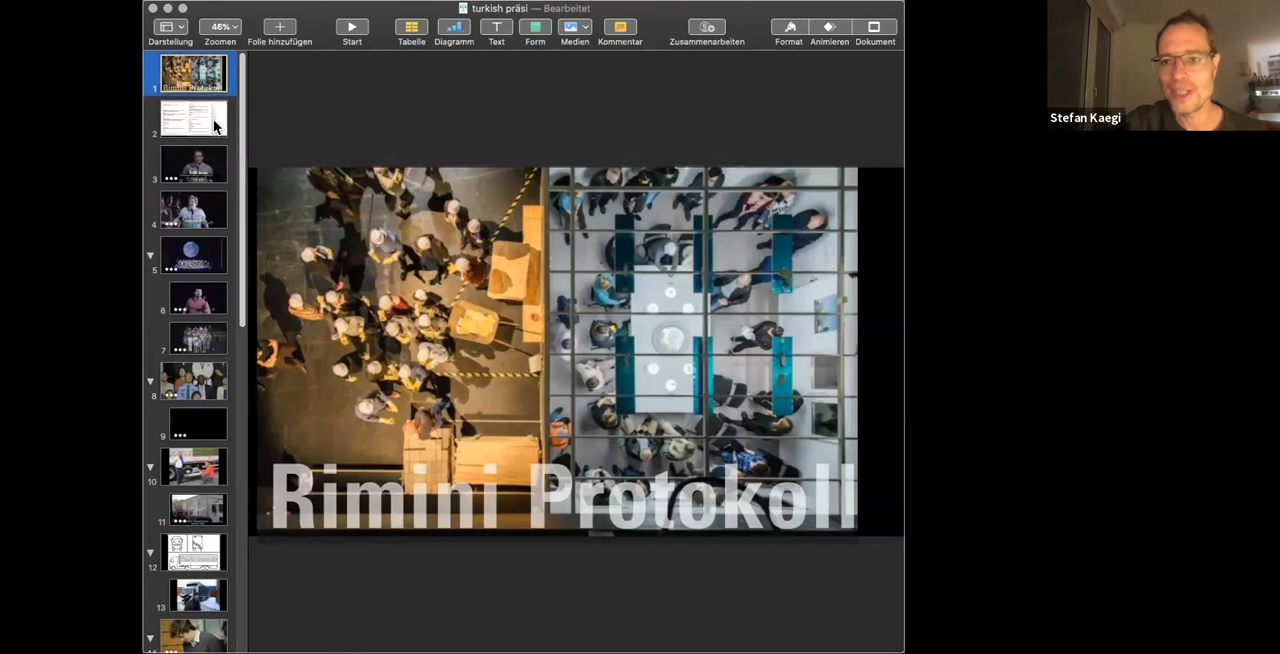 turkish präsi — Bearbeitet
46%
Darstellung
Zoomen
Folie hinzufügen
Start
Tabelle
Diagramm
Text
Form
Medien
Kommentar
Zusammenarbeiten
Format
Animieren
Dokument
1
2
3
4
5
6
7
8
9
10
11
12
13
Rimini Protokoll
Stefan Kaegi